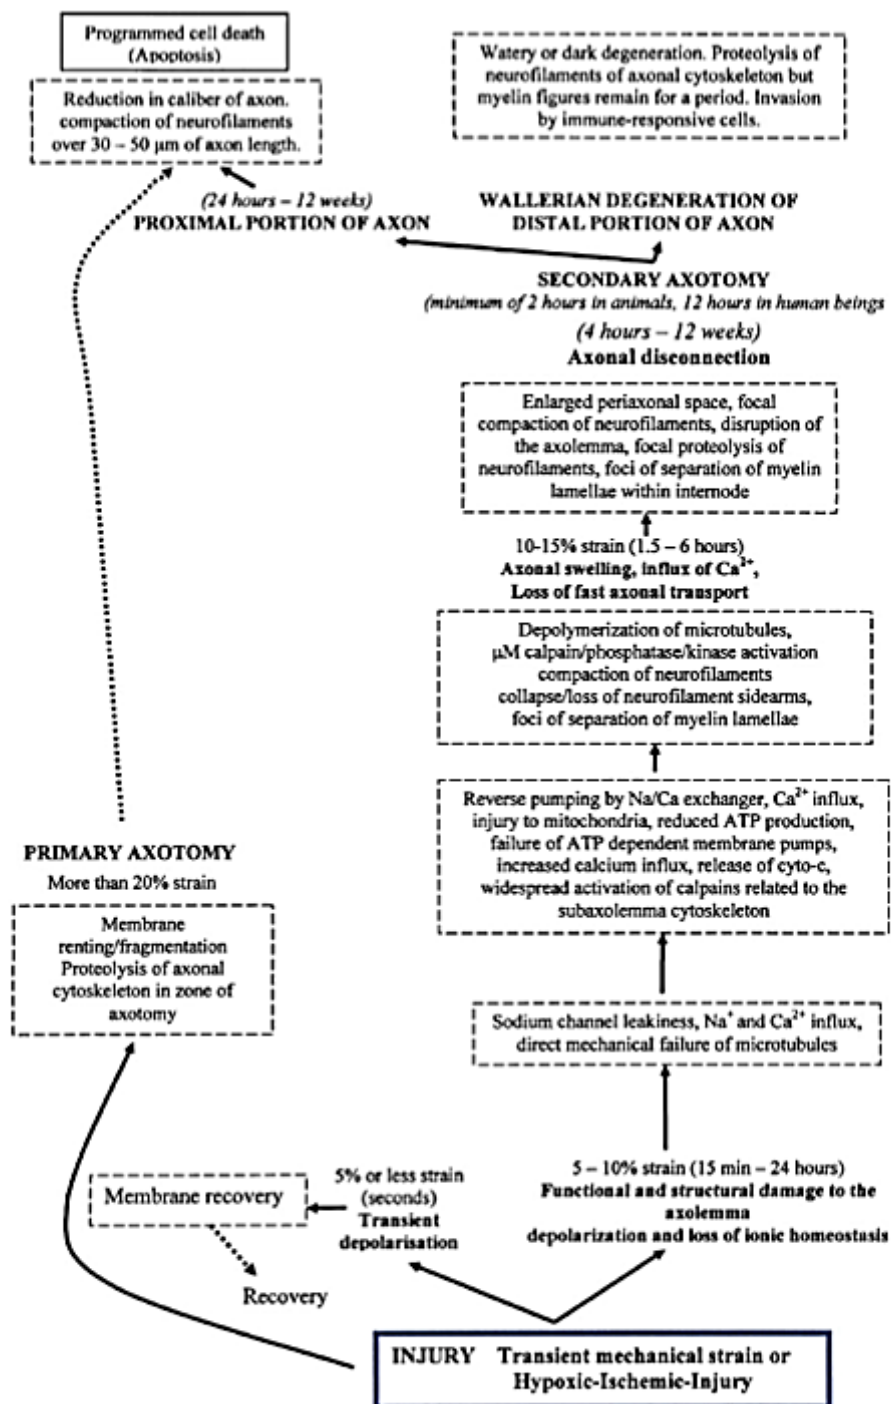 Programmed cell death
(Apoptosis)
Reduction in caliber of axon.
compaction of neurofilaments
over 30 – 50 μm of axon length.
Watery or dark degeneration. Proteolysis of
neurofilaments of axonal cytoskeleton but
myelin figures remain for a period. Invasion
by immune-responsive cells.
(24 hours – 12 weeks)
PROXIMAL PORTION OF AXON
WALLERIAN DEGENERATION OF
DISTAL PORTION OF AXON
SECONDARY AXOTOMY
(minimum of 2 hours in animals, 12 hours in human beings
(4 hours – 12 weeks)
Axonal disconnection
Enlarged periaxonal space, focal
compaction of neurofilaments, disruption of
the axolemma, focal proteolysis of
neurofilaments, foci of separation of myelin
lamellae within internode
10-15% strain (1.5 – 6 hours)
Axonal swelling, influx of Ca²⁺,
Loss of fast axonal transport
Depolymerization of microtubules,
μM calpain/phosphatase/kinase activation
compaction of neurofilaments
collapse/loss of neurofilament sidearms,
foci of separation of myelin lamellae
Reverse pumping by Na/Ca exchanger, Ca²⁺ influx,
injury to mitochondria, reduced ATP production,
failure of ATP dependent membrane pumps,
increased calcium influx, release of cyto-c,
widespread activation of calpains related to the
subaxolemma cytoskeleton
PRIMARY AXOTOMY
More than 20% strain
Membrane
renting/fragmentation
Proteolysis of axonal
cytoskeleton in zone of
axotomy
Sodium channel leakiness, Na⁺ and Ca²⁺ influx,
direct mechanical failure of microtubules
5% or less strain
(seconds)
Transient
depolarisation
Membrane recovery
Recovery
5 – 10% strain (15 min – 24 hours)
Functional and structural damage to the
axolemma
depolarization and loss of ionic homeostusis
INJURY Transient mechanical strain or
Hypoxic-Ischemic-Injury